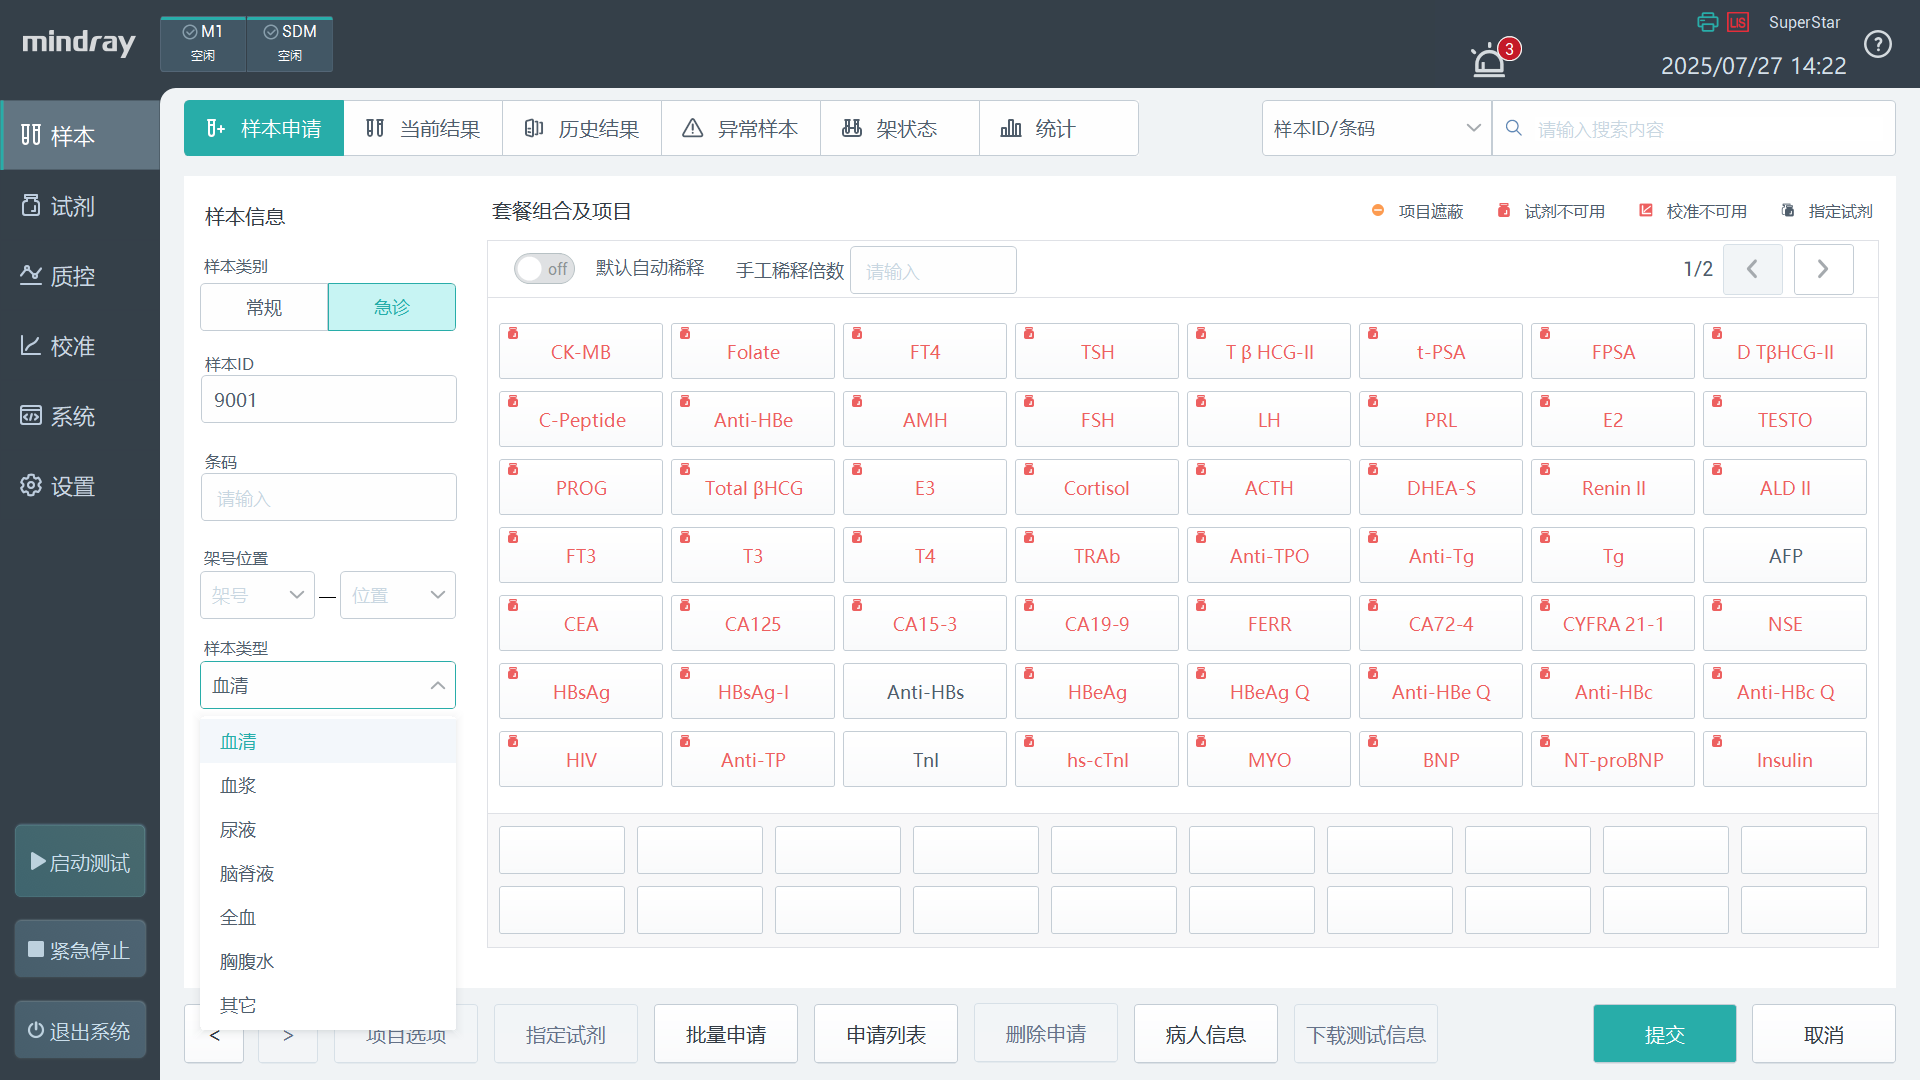 mindray
M1
空闲
SDM
空闲
3
LIS
SuperStar
2025/07/27 14:22
样本
试剂
质控
校准
系统
设置
启动测试
紧急停止
退出系统
样本申请
当前结果
历史结果
异常样本
架状态
统计
样本ID/条码
请输入搜索内容
样本信息
样本类别
常规
急诊
样本ID
9001
条码
请输入
架号位置
架号
—
位置
样本类型
血清
血清
血浆
尿液
脑脊液
全血
胸腹水
其它
套餐组合及项目
项目遮蔽
试剂不可用
校准不可用
指定试剂
off
默认自动稀释
手工稀释倍数
请输入
1/2
CK-MB
Folate
FT4
TSH
T β HCG-II
t-PSA
FPSA
D TβHCG-II
C-Peptide
Anti-HBe
AMH
FSH
LH
PRL
E2
TESTO
PROG
Total βHCG
E3
Cortisol
ACTH
DHEA-S
Renin II
ALD II
FT3
T3
T4
TRAb
Anti-TPO
Anti-Tg
Tg
AFP
CEA
CA125
CA15-3
CA19-9
FERR
CA72-4
CYFRA 21-1
NSE
HBsAg
HBsAg-I
Anti-HBs
HBeAg
HBeAg Q
Anti-HBe Q
Anti-HBc
Anti-HBc Q
HIV
Anti-TP
TnI
hs-cTnI
MYO
BNP
NT-proBNP
Insulin
<
>
项目选项
指定试剂
批量申请
申请列表
删除申请
病人信息
下载测试信息
提交
取消